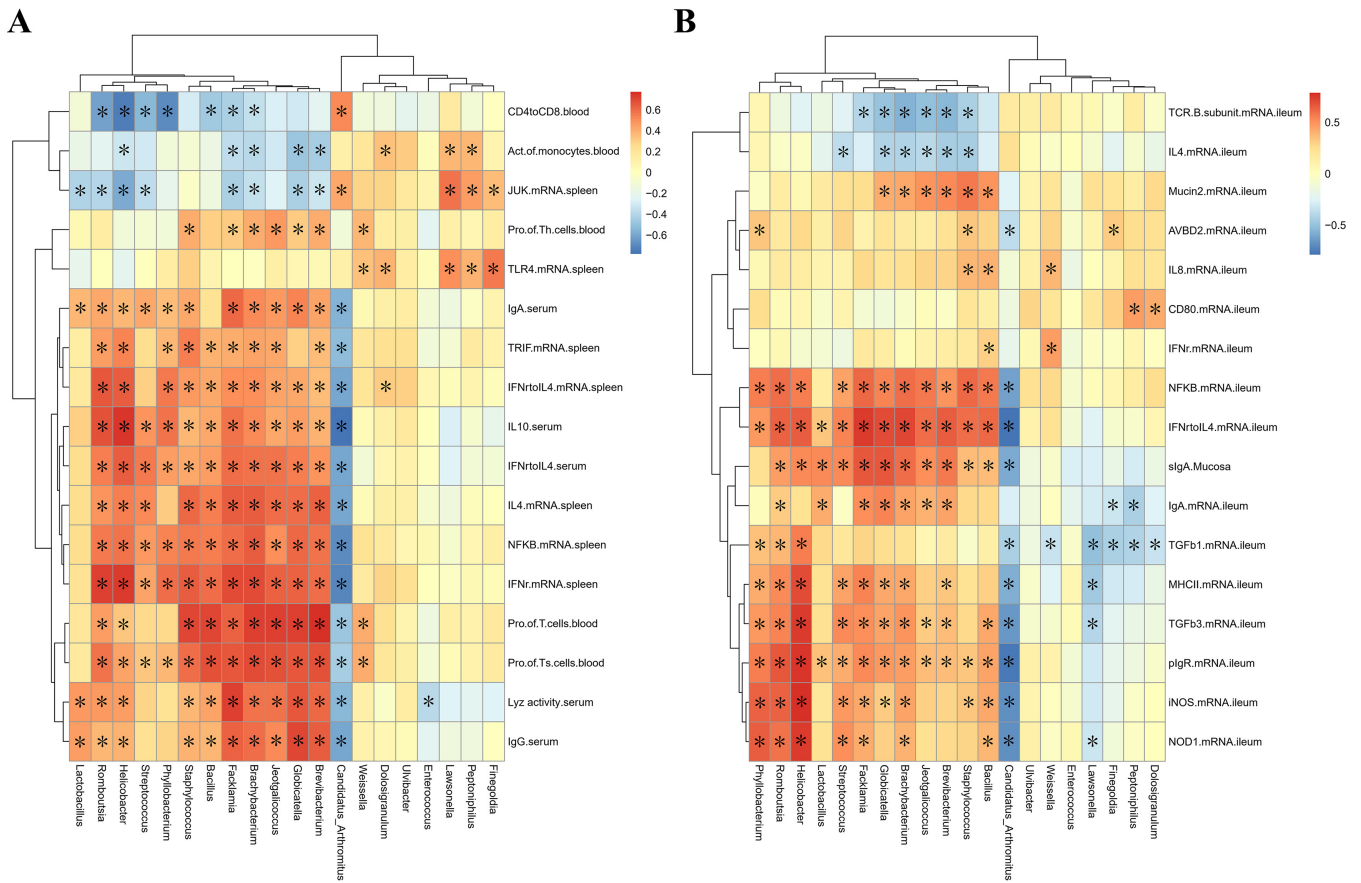 A
CD4toCD8.blood
Act.of.monocytes.blood
JUK.mRNA.spleen
Pro.of.Th.cells.blood
TLR4.mRNA.spleen
IgA.serum
TRIF.mRNA.spleen
IFNrtoIL4.mRNA.spleen
IL10.serum
IFNrtoIL4.serum
IL4.mRNA.spleen
NFKB.mRNA.spleen
IFNr.mRNA.spleen
Pro.of.T.cells.blood
Pro.of.Ts.cells.blood
Lyz activity.serum
IgG.serum
0.6
0.4
0.2
0
−0.2
−0.4
−0.6
Lactobacillus
Romboutsia
Helicobacter
Streptococcus
Phyllobacterium
Staphylococcus
Bacillus
Facklamia
Brachybacterium
Jeotgalicoccus
Globicatella
Brevibacterium
Candidatus_Arthromitus
Weissella
Dolosigranulum
Ulvibacter
Enterococcus
Lawsonella
Peptoniphilus
Finegoldia
B
TCR.B.subunit.mRNA.ileum
IL4.mRNA.ileum
Mucin2.mRNA.ileum
AVBD2.mRNA.ileum
IL8.mRNA.ileum
CD80.mRNA.ileum
IFNr.mRNA.ileum
NFKB.mRNA.ileum
IFNrtoIL4.mRNA.ileum
sIgA.Mucosa
IgA.mRNA.ileum
TGFb1.mRNA.ileum
MHCII.mRNA.ileum
TGFb3.mRNA.ileum
pIgR.mRNA.ileum
iNOS.mRNA.ileum
NOD1.mRNA.ileum
0.5
0
−0.5
Phyllobacterium
Romboutsia
Helicobacter
Lactobacillus
Streptococcus
Facklamia
Globicatella
Brachybacterium
Jeotgalicoccus
Brevibacterium
Staphylococcus
Bacillus
Candidatus_Arthromitus
Ulvibacter
Weissella
Enterococcus
Lawsonella
Finegoldia
Peptoniphilus
Dolosigranulum